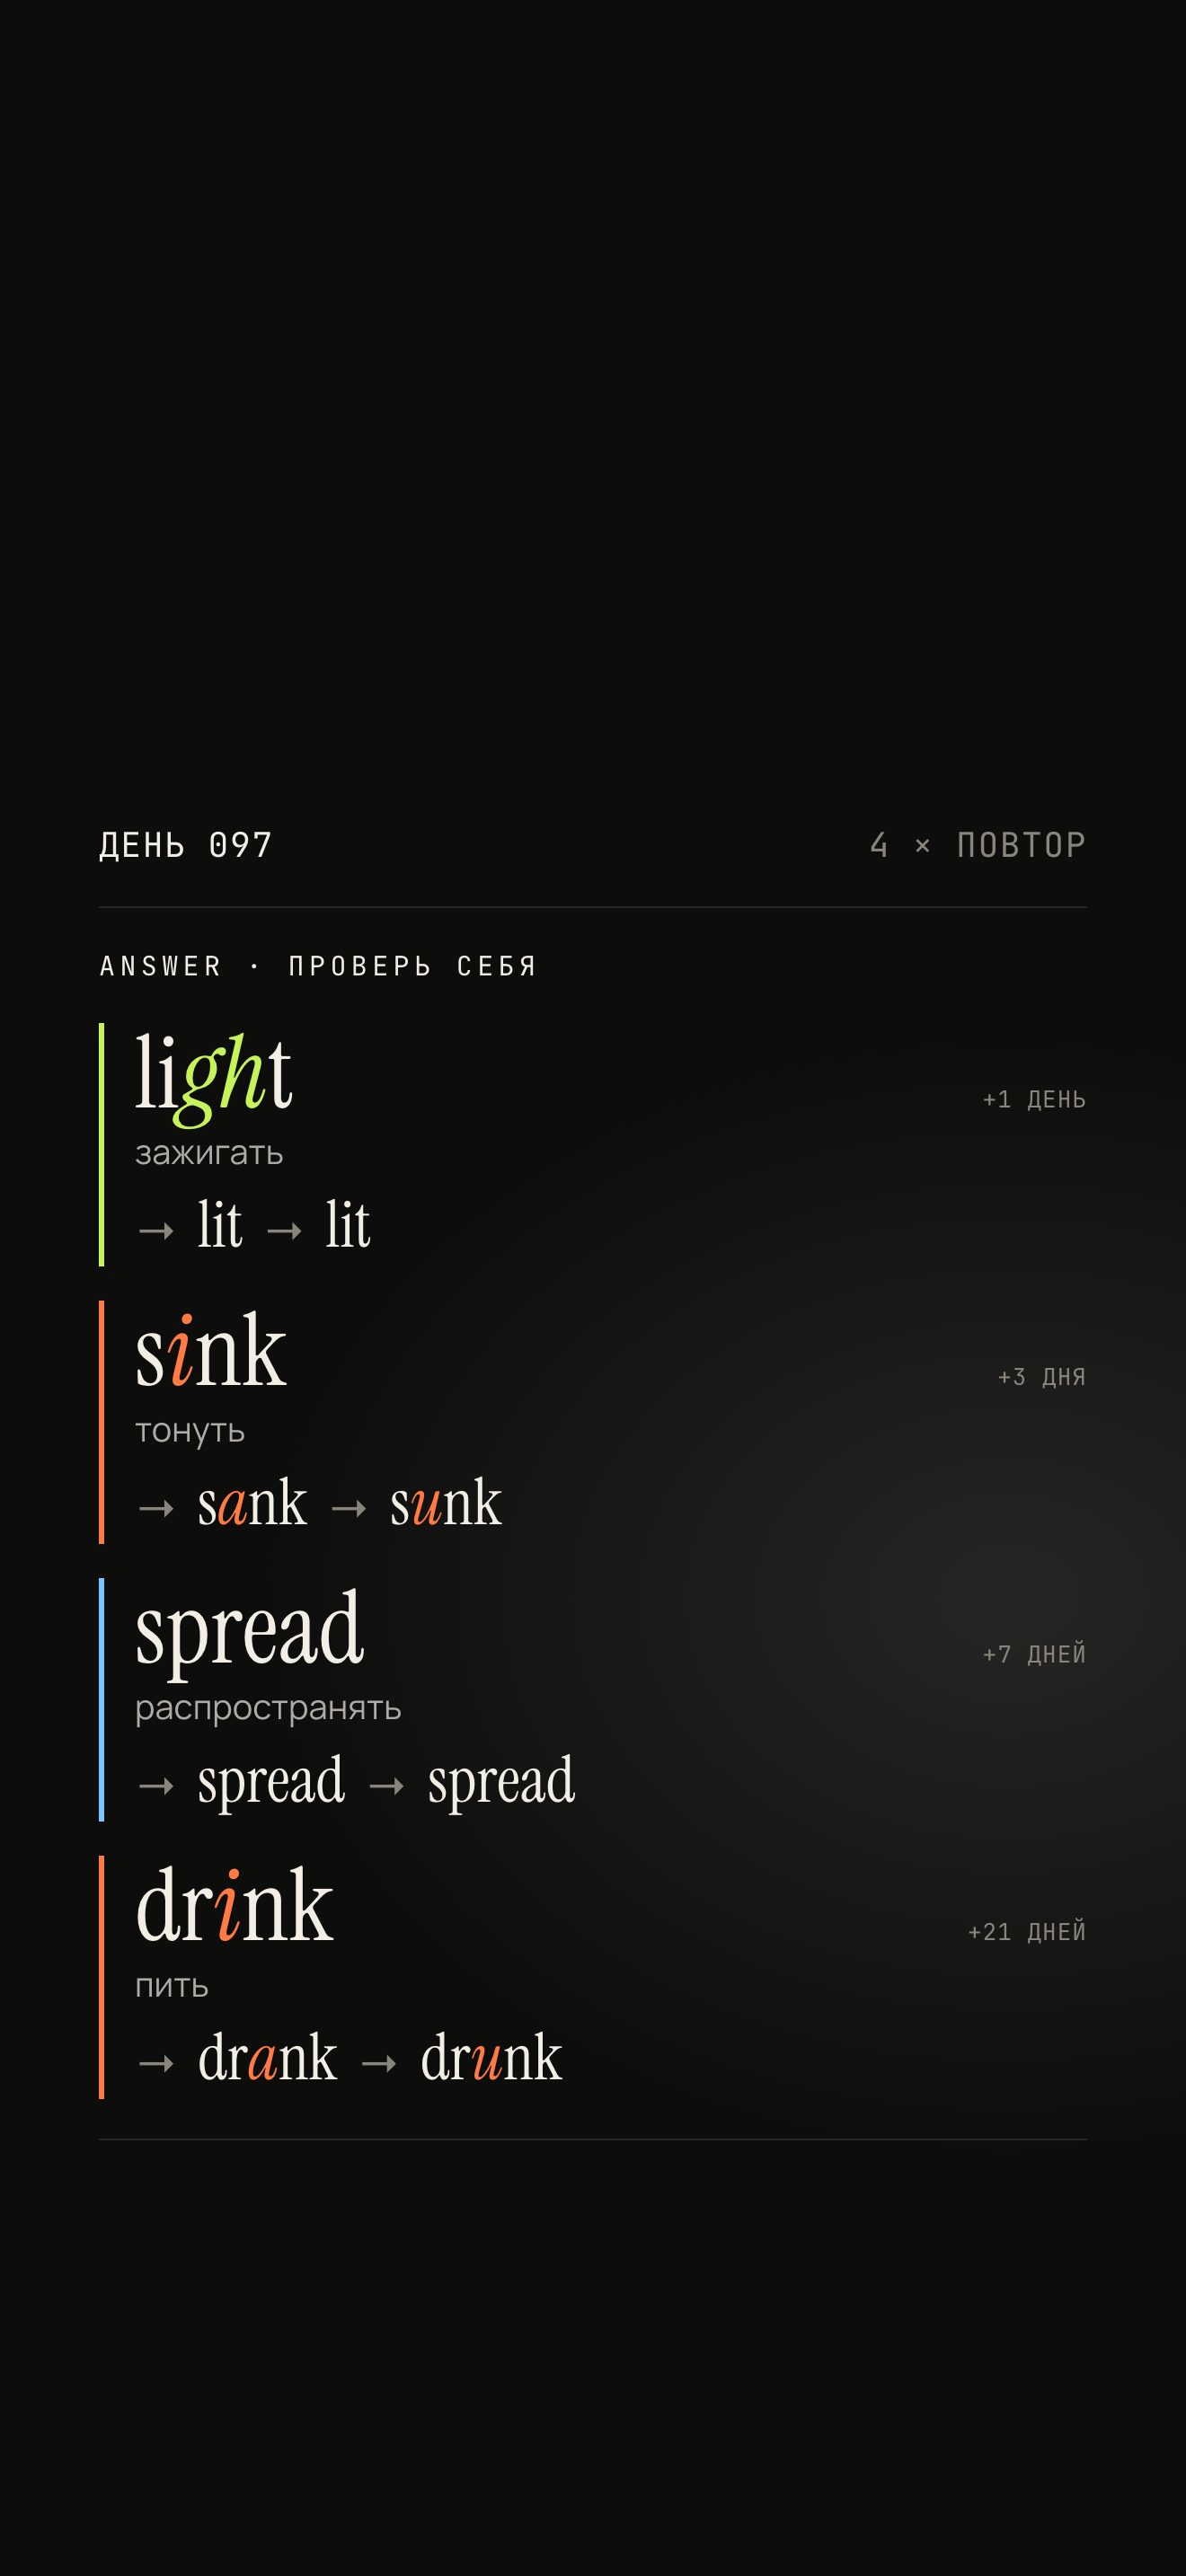 ДЕНЬ 097
4 × ПОВТОР
ANSWER · ПРОВЕРЬ СЕБЯ
light
+1 ДЕНЬ
зажигать
→ lit → lit
sink
+3 ДНЯ
тонуть
→ sank → sunk
spread
+7 ДНЕЙ
распространять
→ spread → spread
drink
+21 ДНЕЙ
пить
→ drank → drunk